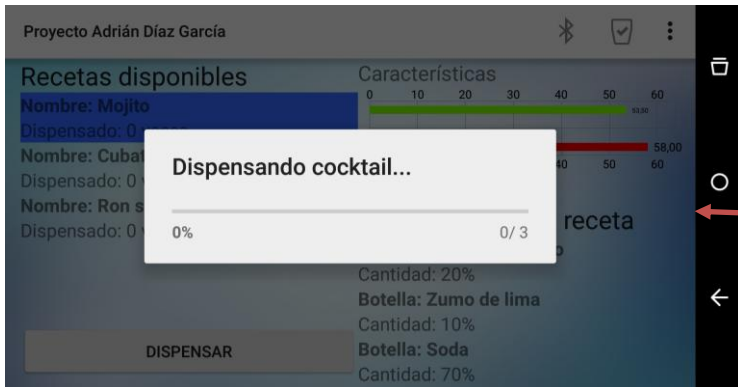 Proyecto Adrián Díaz García
Recetas disponibles
Nombre: Mojito
Dispensado: 0
Nombre: Cubat
Dispensado: 0
Nombre: Ron s
Dispensado: 0
DISPENSAR
Características
0 10 20 30 40 50 60
53,50
58,00
40 50 60
receta
Cantidad: 20%
Botella: Zumo de lima
Cantidad: 10%
Botella: Soda
Cantidad: 70%
Dispensando cocktail...
0% 0/ 3